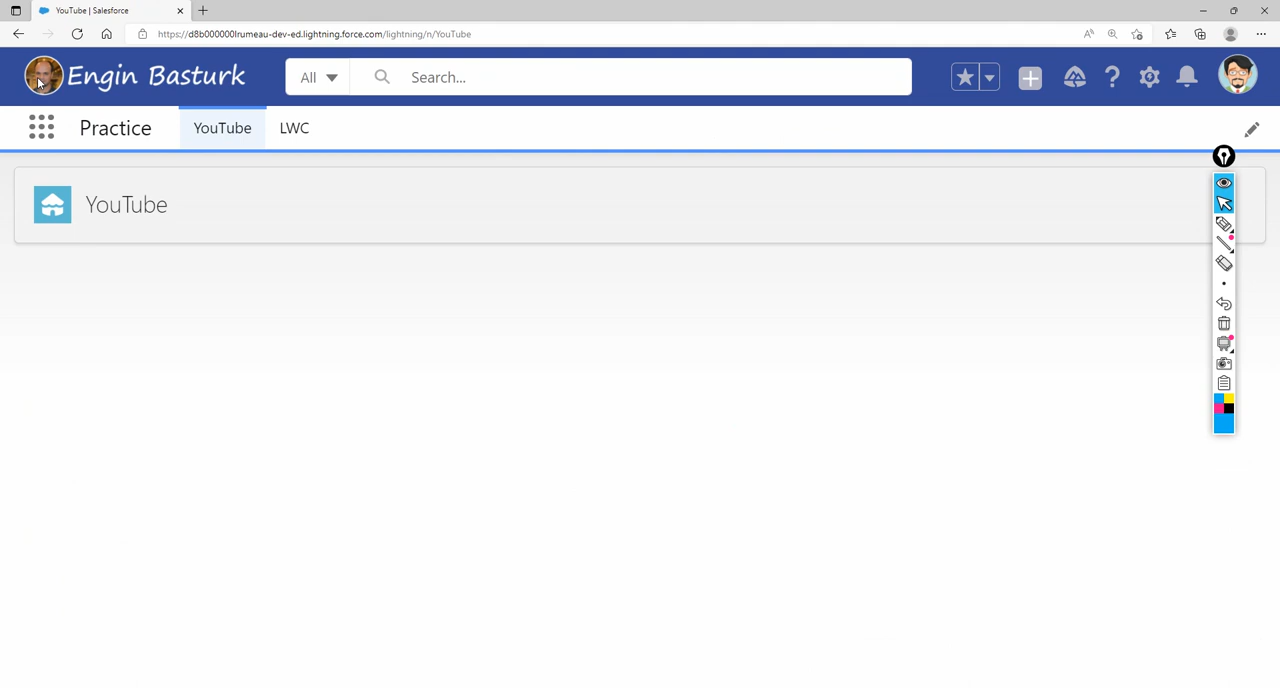 YouTube | Salesforce
https://d8b000000lrumeau-dev-ed.lightning.force.com/lightning/n/YouTube
Engin Basturk
All
Search...
Practice
YouTube
LWC
YouTube